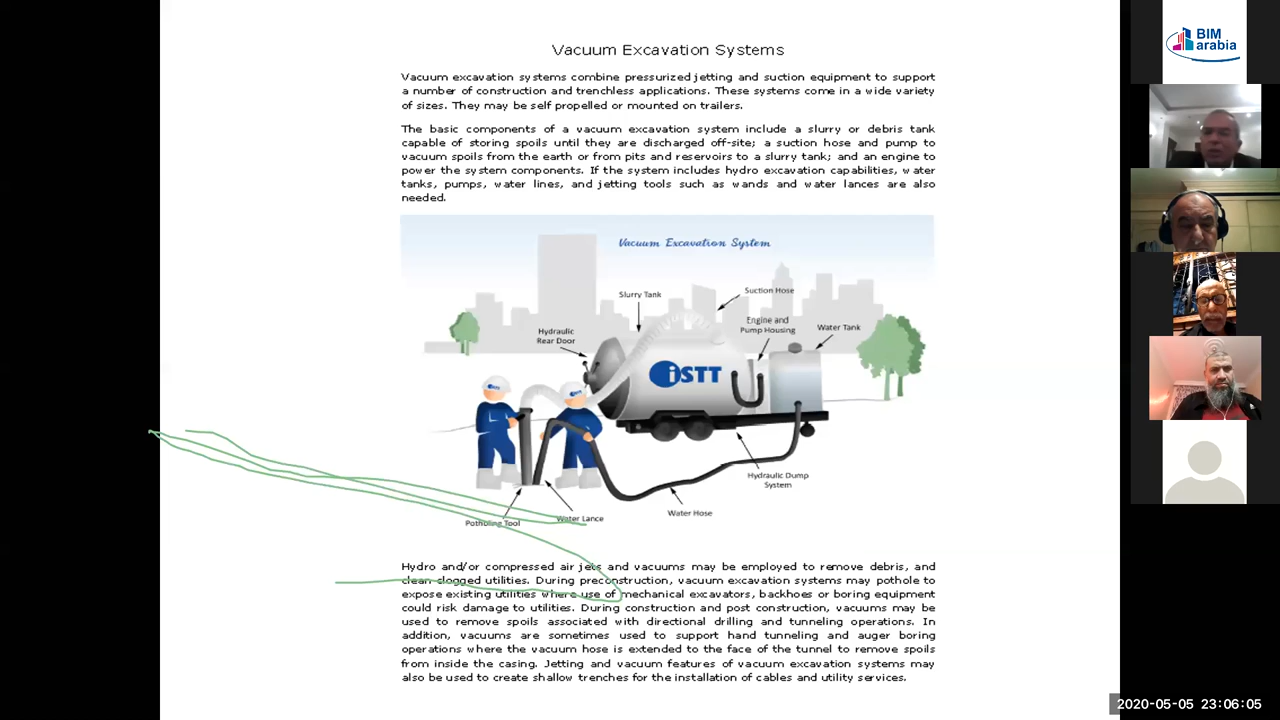 Vacuum Excavation Systems
Vacuum excavation systems combine pressurized jetting and suction equipment to support
a number of construction and trenchless applications. These systems come in a wide variety
of sizes. They may be self propelled or mounted on trailers.
The basic components of a vacuum excavation system include a slurry or debris tank
capable of storing spoils until they are discharged off-site; a suction hose and pump to
vacuum spoils from the earth or from pits and reservoirs to a slurry tank; and an engine to
power the system components. If the system includes hydro excavation capabilities, water
tanks, pumps, water lines, and jetting tools such as wands and water lances are also
needed.
Vacuum Excavation System
Slurry Tank
Suction Hose
Hydraulic
Rear Door
Engine and
Pump Housing
Water Tank
iSTT
Hydraulic Dump
System
Water Hose
Potholing Tool
Water Lance
Hydro and/or compressed air jets and vacuums may be employed to remove debris, and
clean clogged utilities. During preconstruction, vacuum excavation systems may pothole to
expose existing utilities where use of mechanical excavators, backhoes or boring equipment
could risk damage to utilities. During construction and post construction, vacuums may be
used to remove spoils associated with directional drilling and tunneling operations. In
addition, vacuums are sometimes used to support hand tunneling and auger boring
operations where the vacuum hose is extended to the face of the tunnel to remove spoils
from inside the casing. Jetting and vacuum features of vacuum excavation systems may
also be used to create shallow trenches for the installation of cables and utility services.
BIM
arabia
2020-05-05 23:06:05